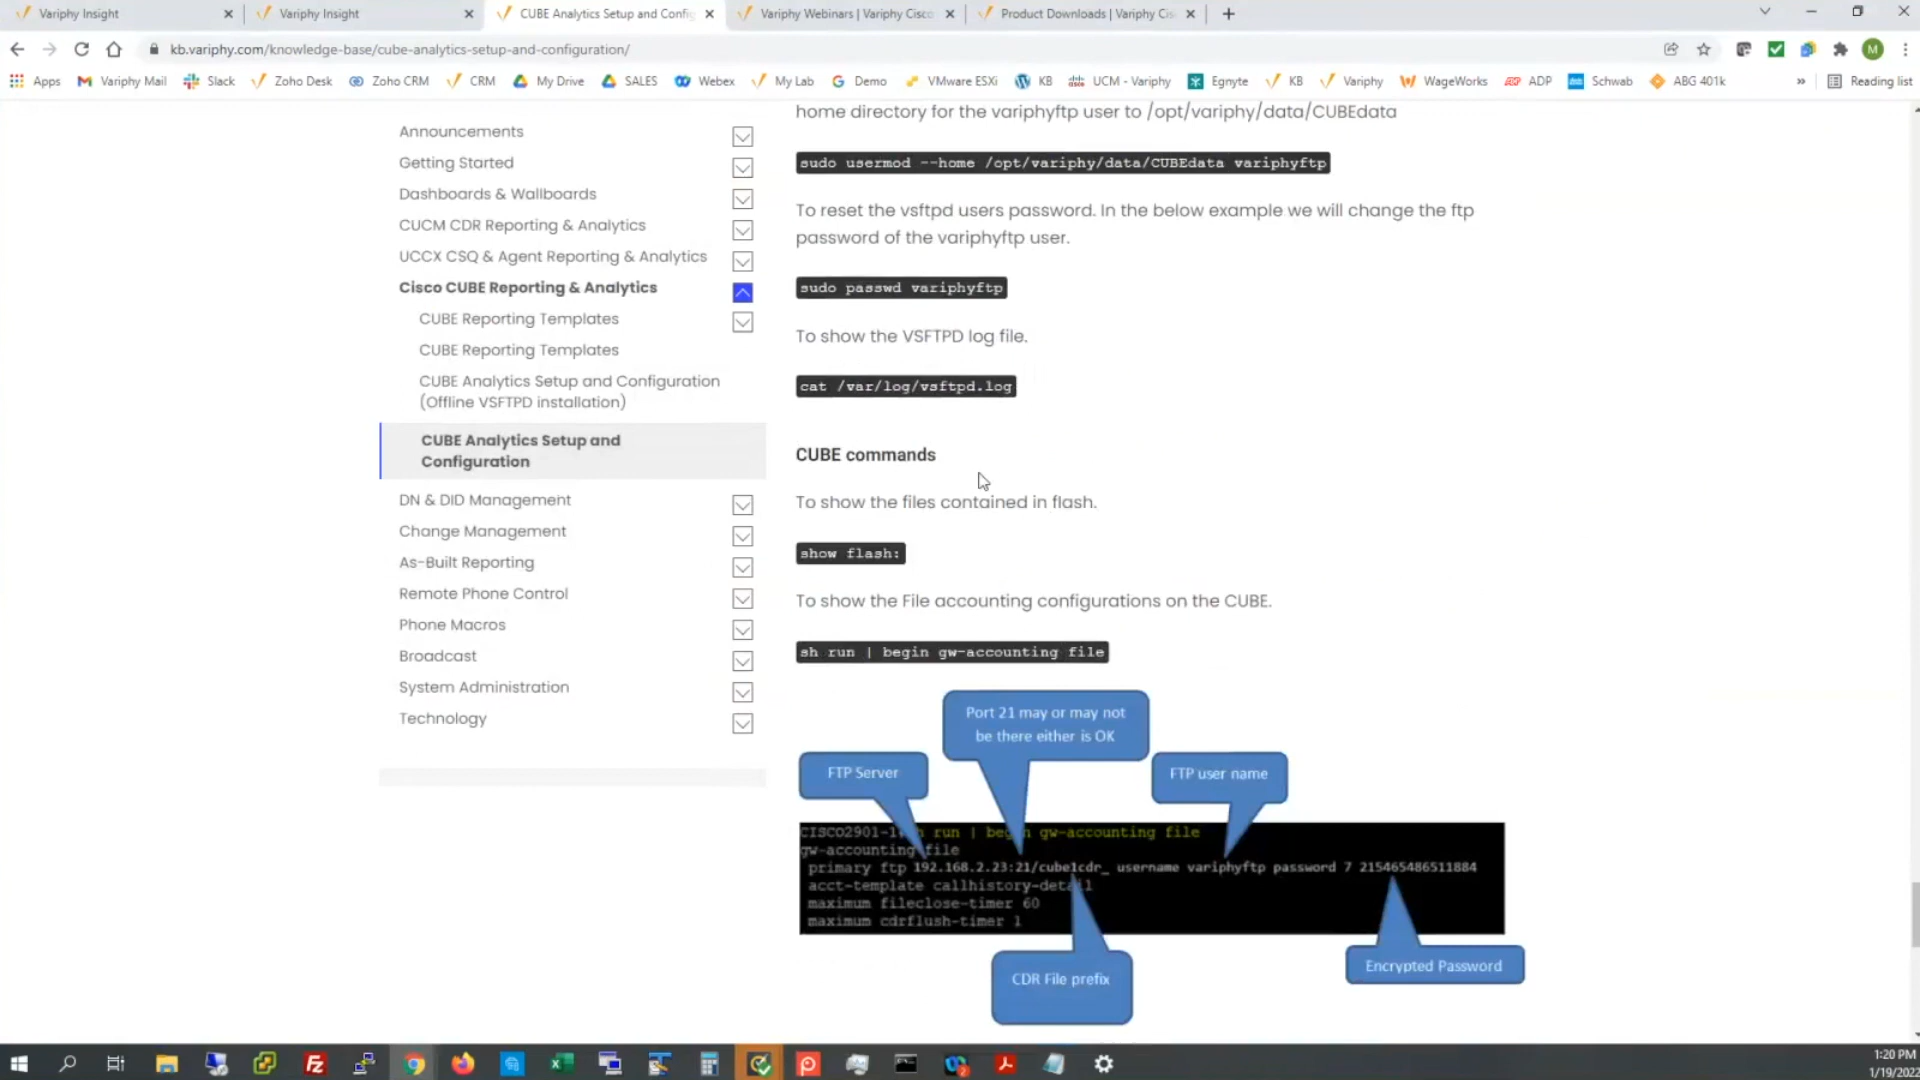 Variphy Insight
Variphy Insight
CUBE Analytics Setup and Config
Variphy Webinars | Variphy Cisco
Product Downloads | Variphy Cis
kb.variphy.com/knowledge-base/cube-analytics-setup-and-configuration/
M
Apps
Variphy Mail
Slack
Zoho Desk
Zoho CRM
CRM
My Drive
SALES
Webex
My Lab
Demo
VMware ESXi
KB
UCM - Variphy
Egnyte
KB
Variphy
WageWorks
ADP
Schwab
ABG 401k
»
Reading list
Announcements
Getting Started
Dashboards & Wallboards
CUCM CDR Reporting & Analytics
UCCX CSQ & Agent Reporting & Analytics
Cisco CUBE Reporting & Analytics
CUBE Reporting Templates
CUBE Reporting Templates
CUBE Analytics Setup and Configuration
(Offline VSFTPD installation)
CUBE Analytics Setup and
Configuration
DN & DID Management
Change Management
As-Built Reporting
Remote Phone Control
Phone Macros
Broadcast
System Administration
Technology
home directory for the variphyftp user to /opt/variphy/data/CUBEdata
sudo usermod --home /opt/variphy/data/CUBEdata variphyftp
To reset the vsftpd users password. In the below example we will change the ftp
password of the variphyftp user.
sudo passwd variphyftp
To show the VSFTPD log file.
cat /var/log/vsftpd.log
CUBE commands
To show the files contained in flash.
show flash:
To show the File accounting configurations on the CUBE.
sh run | begin gw-accounting file
Port 21 may or may not
be there either is OK
FTP Server
FTP user name
CISCO2901-1# run | begin gw-accounting file
gw-accounting file
primary ftp 192.168.2.23:21/cube1cdr_ username variphyftp password 7 215465486511884
acct-template callhistory-detail
maximum fileclose-timer 60
maximum cdrflush-timer 1
CDR File prefix
Encrypted Password
1:20 PM
1/19/2022